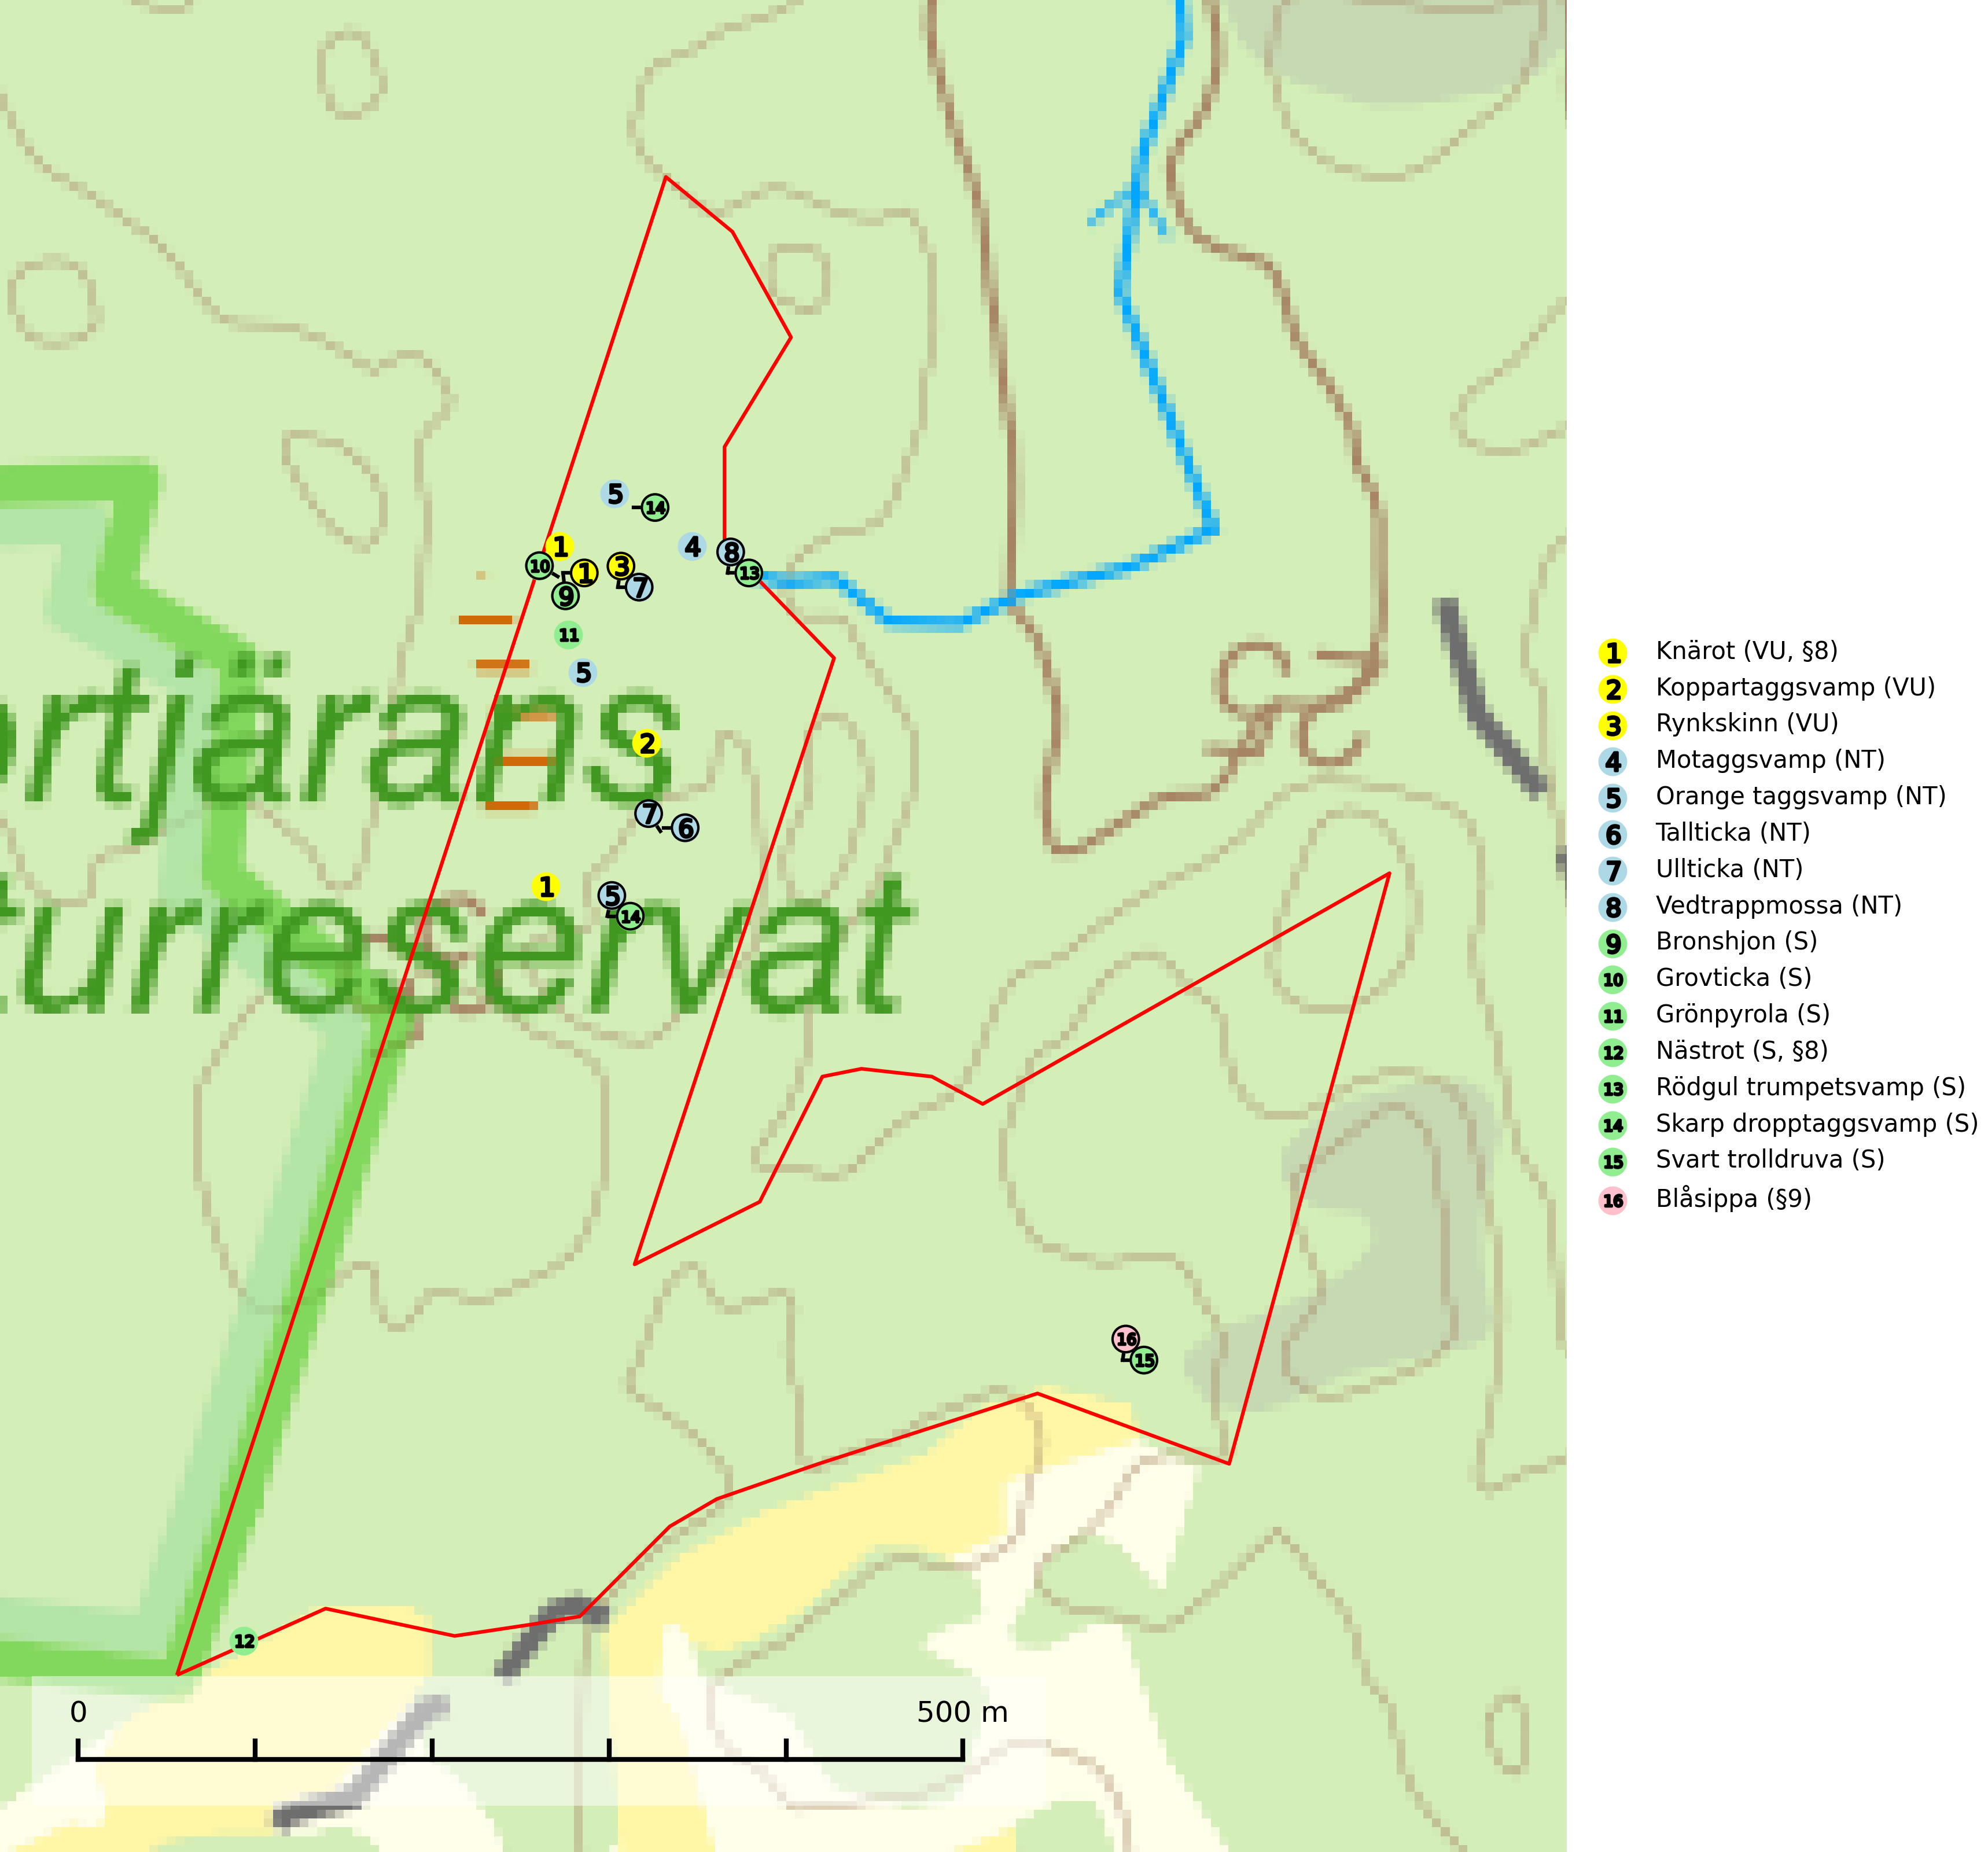 5
14
1
4
8
10
1
3
13
9
7
11
5
rtjärans
2
7
6
1
5
14
urreservat
16
15
12
0
500 m
1 Knärot (VU, §8)
2 Koppartaggsvamp (VU)
3 Rynkskinn (VU)
4 Motaggsvamp (NT)
5 Orange taggsvamp (NT)
6 Tallticka (NT)
7 Ullticka (NT)
8 Vedtrappmossa (NT)
9 Bronshjon (S)
10 Grovticka (S)
11 Grönpyrola (S)
12 Nästrot (S, §8)
13 Rödgul trumpetsvamp (S)
14 Skarp dropptaggsvamp (S)
15 Svart trolldruva (S)
16 Blåsippa (§9)